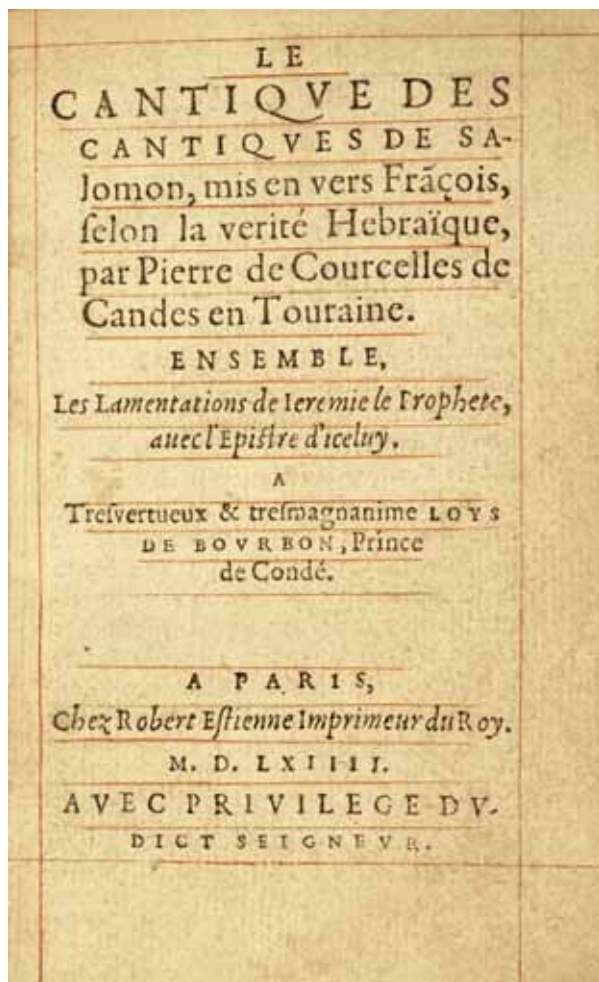 LE
CANTIQVE DES
CANTIQVES DE SA-
lomon, mis en vers Frãçois,
ſelon la verité Hebraïque,
par Pierre de Courcelles de
Candes en Touraine.
ENSEMBLE,
Les Lamentations de Ieremie le Prophete,
auec l'Epiſtre d'iceluy.
A
Treſvertueux & treſmagnanime LOYS
DE BOVRBON, Prince
de Condé.
A PARIS,
Chez Robert Eſtienne Imprimeur du Roy.
M. D. LXIIII.
AVEC PRIVILEGE DV-
DICT SEIGNEVR.